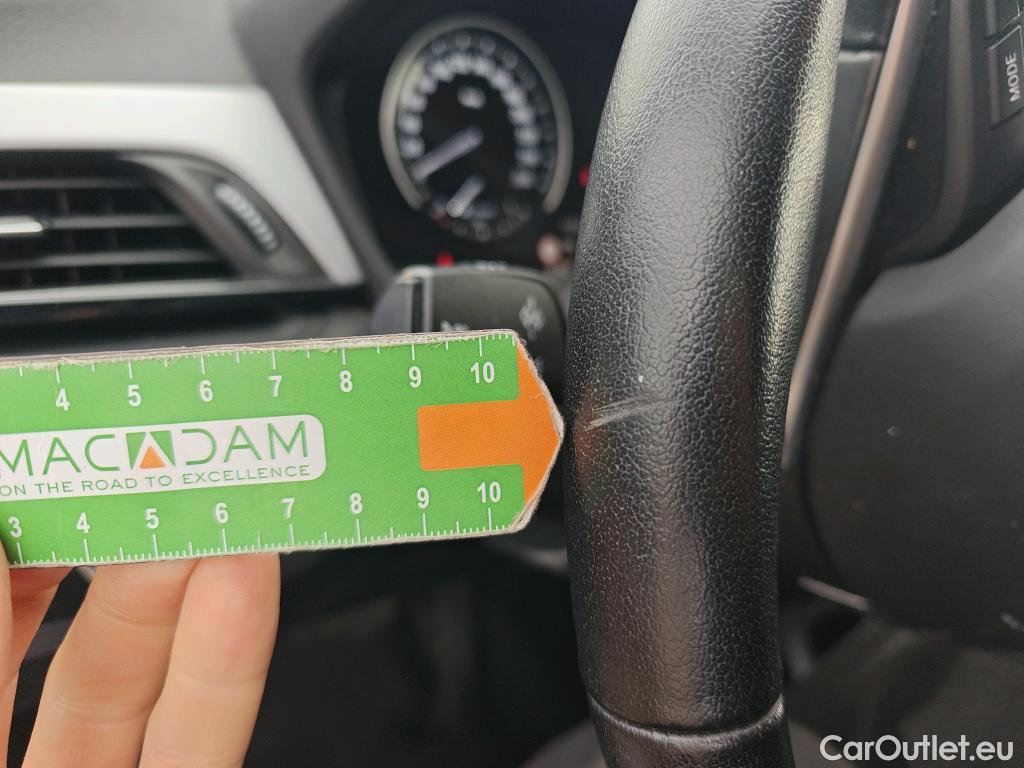 MODE
4 5 6 7 8 9 10
MACADAM
ON THE ROAD TO EXCELLENCE
3 4 5 6 7 8 9 10
CarOutlet.eu